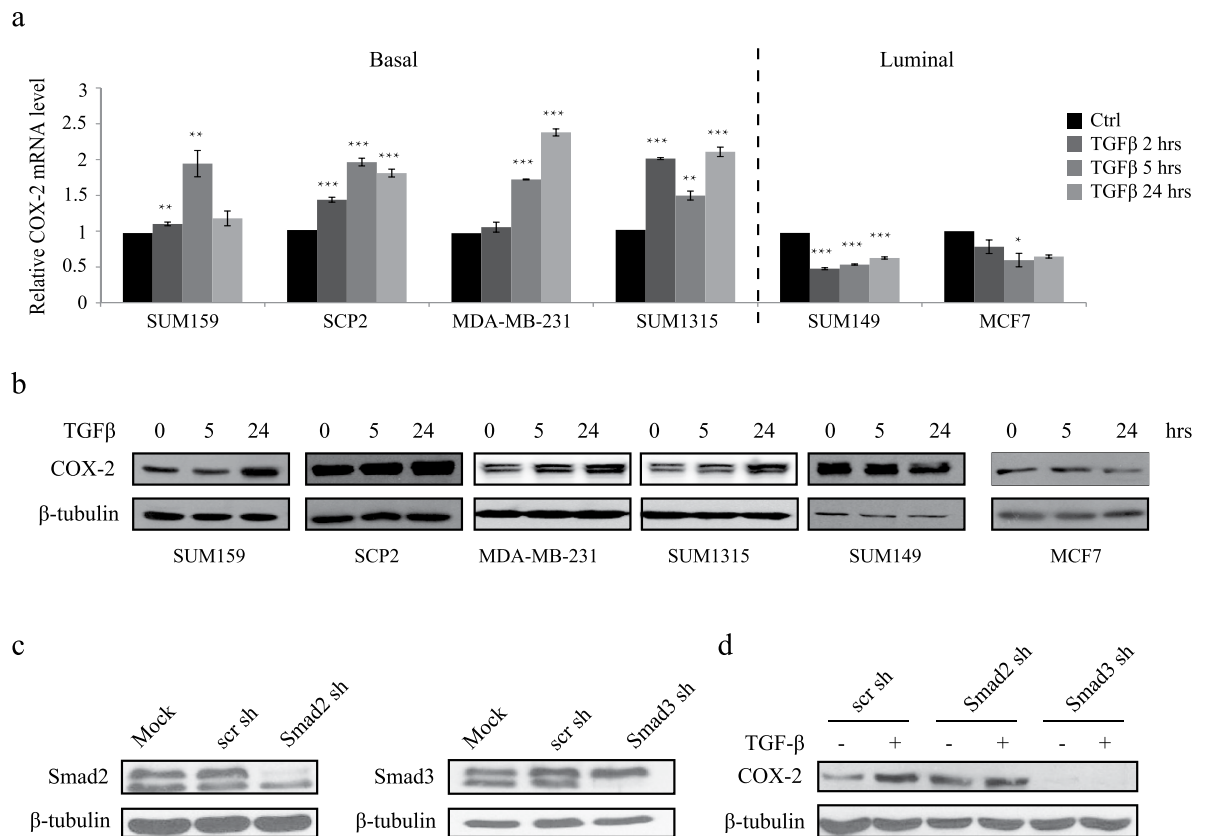 a
Basal
Luminal
Relative COX-2 mRNA level
3
2.5
2
1.5
1
0.5
0
** **
*** *** ***
*** ***
*** ** ***
*** *** ***
*
Ctrl
TGFβ 2 hrs
TGFβ 5 hrs
TGFβ 24 hrs
SUM159 SCP2 MDA-MB-231 SUM1315 SUM149 MCF7
b
TGFβ 0 5 24 0 5 24 0 5 24 0 5 24 0 5 24 0 5 24 hrs
COX-2
β-tubulin
SUM159 SCP2 MDA-MB-231 SUM1315 SUM149 MCF7
c
Mock scr sh Smad2 sh
Smad2
β-tubulin
Mock scr sh Smad3 sh
Smad3
β-tubulin
d
scr sh Smad2 sh Smad3 sh
TGF-β - + - + - +
COX-2
β-tubulin